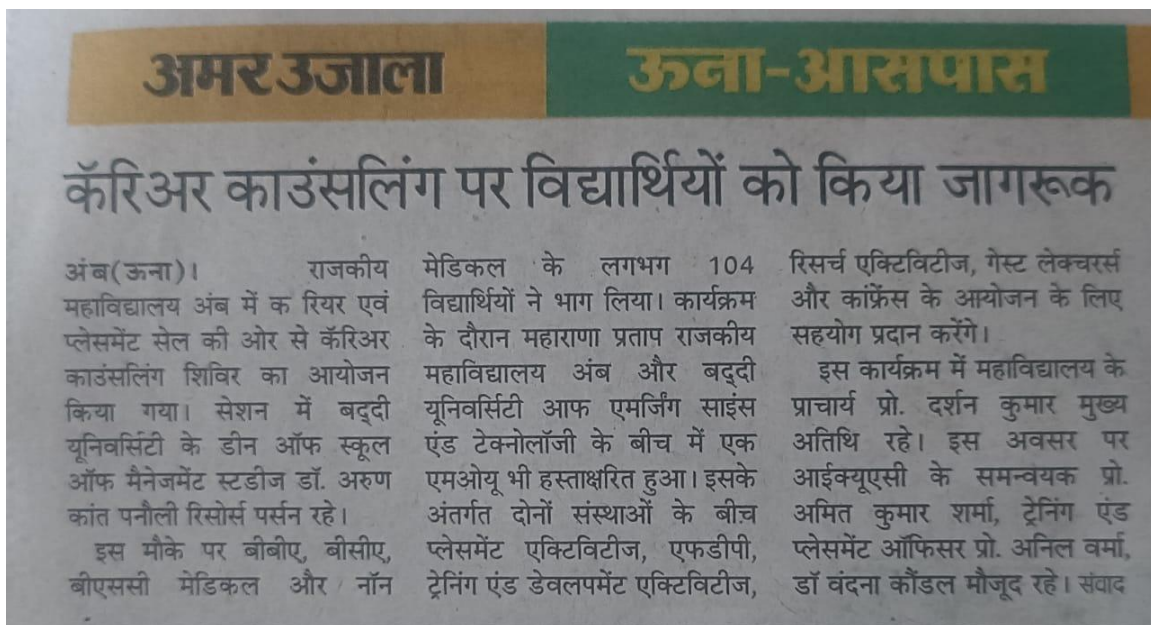 अमर उजाला
ऊना-आसपास
कॅरिअर काउंसलिंग पर विद्यार्थियों को किया जागरूक
अंब(ऊना)। राजकीय
महाविद्यालय अंब में क रियर एवं
प्लेसमेंट सेल की ओर से कॅरिअर
काउंसलिंग शिविर का आयोजन
किया गया। सेशन में बद्दी
यूनिवर्सिटी के डीन ऑफ स्कूल
ऑफ मैनेजमेंट स्टडीज डॉ. अरुण
कांत पनौली रिसोर्स पर्सन रहे।
इस मौके पर बीबीए, बीसीए,
बीएससी मेडिकल और नॉन
मेडिकल के लगभग 104
विद्यार्थियों ने भाग लिया। कार्यक्रम
के दौरान महाराणा प्रताप राजकीय
महाविद्यालय अंब और बद्दी
यूनिवर्सिटी आफ एमर्जिंग साइंस
एंड टेक्नोलॉजी के बीच में एक
एमओयू भी हस्ताक्षरित हुआ। इसके
अंतर्गत दोनों संस्थाओं के बीच
प्लेसमेंट एक्टिविटीज, एफडीपी,
ट्रेनिंग एंड डेवलपमेंट एक्टिविटीज,
रिसर्च एक्टिविटीज, गेस्ट लेक्चरर्स
और कांफ्रेंस के आयोजन के लिए
सहयोग प्रदान करेंगे।
इस कार्यक्रम में महाविद्यालय के
प्राचार्य प्रो. दर्शन कुमार मुख्य
अतिथि रहे। इस अवसर पर
आईक्यूएसी के समन्वयक प्रो.
अमित कुमार शर्मा, ट्रेनिंग एंड
प्लेसमेंट ऑफिसर प्रो. अनिल वर्मा,
डॉ वंदना कौंडल मौजूद रहे। संवाद